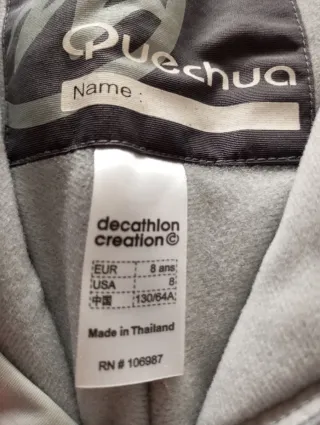 Quechua
Name :
decathlon
creation©
EUR 8 ans
USA 8
中国 130/64A
Made in Thailand
RN # 106987